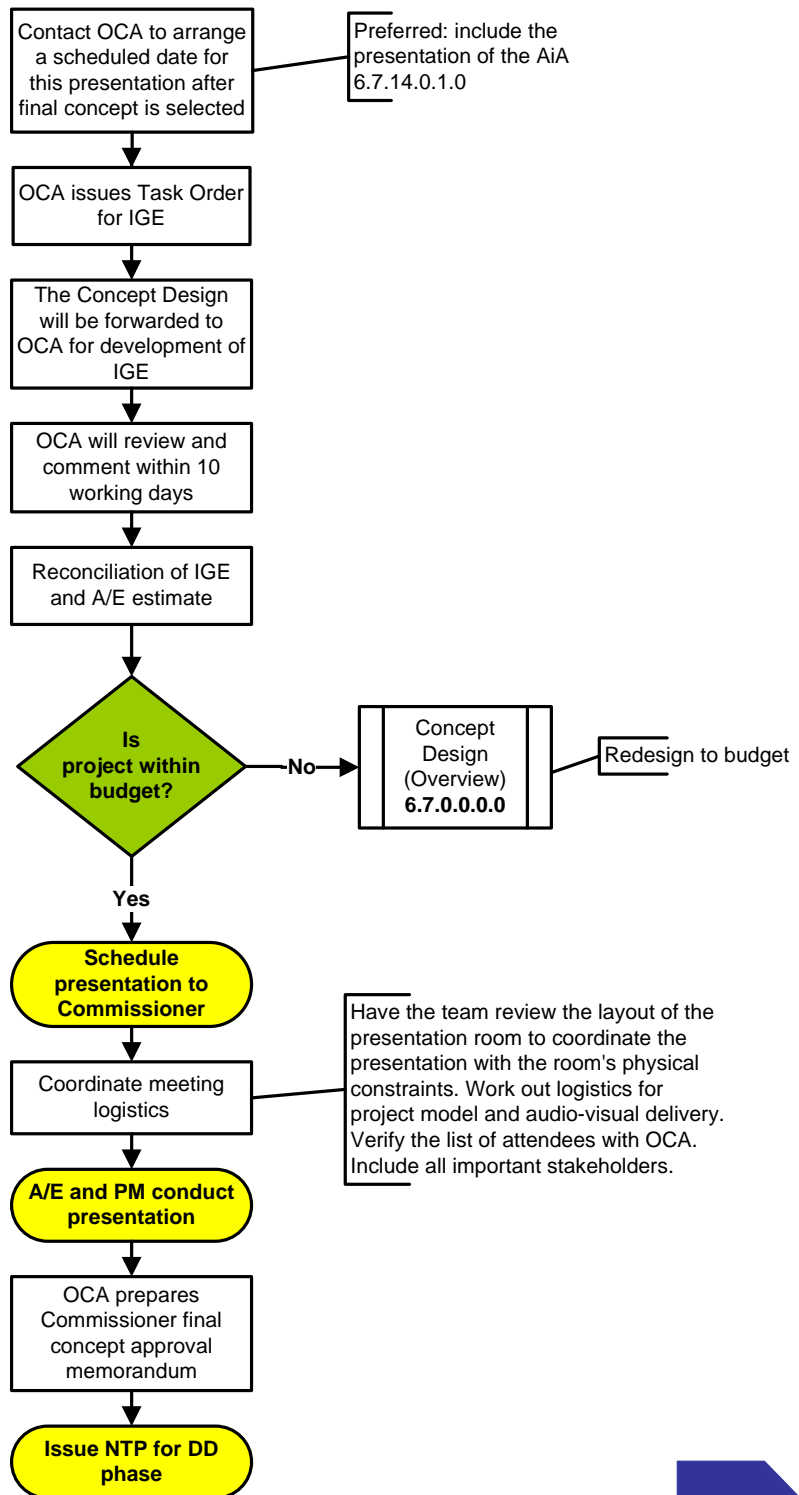 Contact OCA to arrange
a scheduled date for
this presentation after
final concept is selected
Preferred: include the
presentation of the AiA
6.7.14.0.1.0
OCA issues Task Order
for IGE
The Concept Design
will be forwarded to
OCA for development of
IGE
OCA will review and
comment within 10
working days
Reconciliation of IGE
and A/E estimate
Is
project within
budget?
No
Concept
Design
(Overview)
6.7.0.0.0.0
Redesign to budget
Yes
Schedule
presentation to
Commissioner
Coordinate meeting
logistics
Have the team review the layout of the
presentation room to coordinate the
presentation with the room's physical
constraints. Work out logistics for
project model and audio-visual delivery.
Verify the list of attendees with OCA.
Include all important stakeholders.
A/E and PM conduct
presentation
OCA prepares
Commissioner final
concept approval
memorandum
Issue NTP for DD
phase